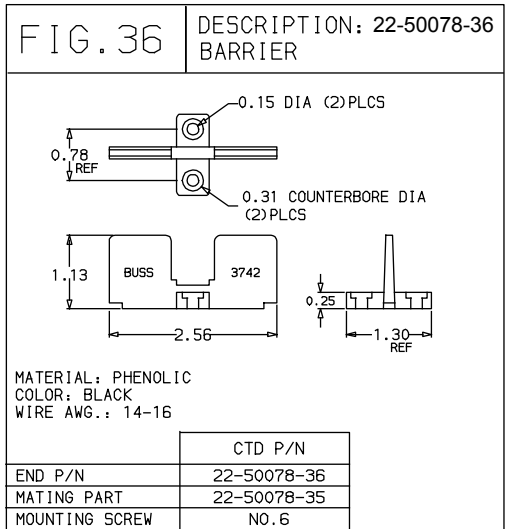 FIG.36
DESCRIPTION: 22-50078-36
BARRIER
0.15 DIA (2)PLCS
0.78
REF
0.31 COUNTERBORE DIA
(2)PLCS
1.13
BUSS
3742
0.25
2.56
1.30
REF
MATERIAL: PHENOLIC
COLOR: BLACK
WIRE AWG.: 14-16
CTD P/N
END P/N 22-50078-36
MATING PART 22-50078-35
MOUNTING SCREW NO.6